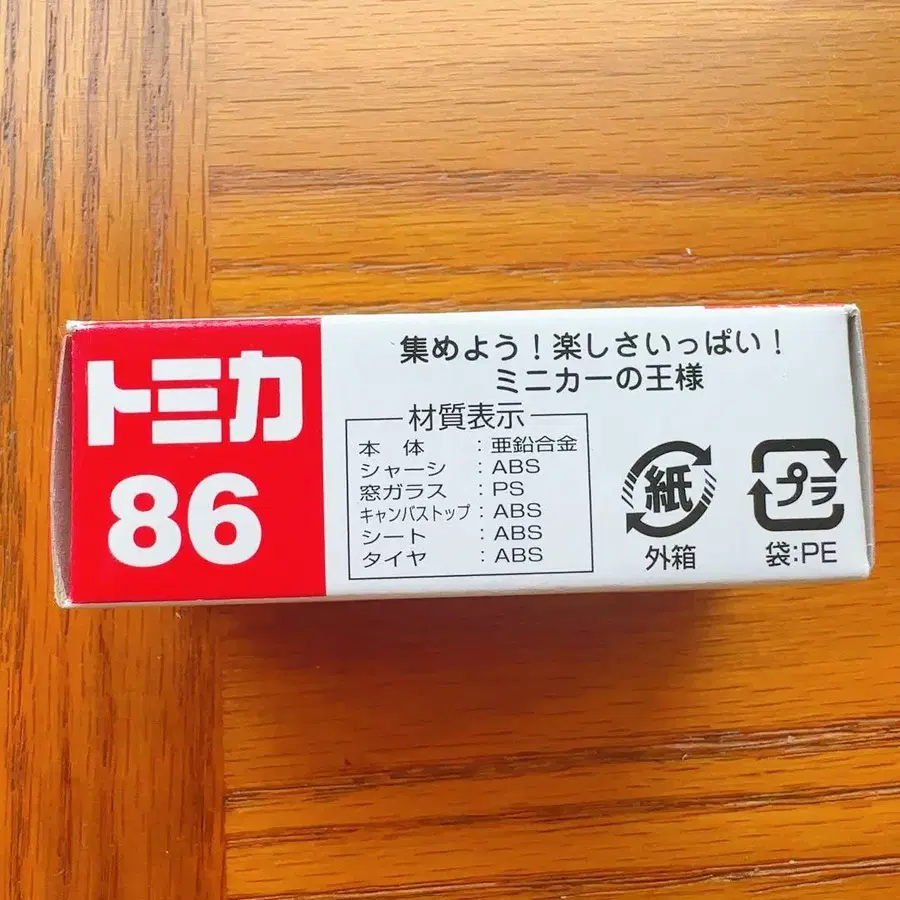 トミカ
86
集めよう！楽しさいっぱい！
ミニカーの王様
材質表示
本　体：亜鉛合金
シャーシ：ABS
窓ガラス：PS
キャンバストップ：ABS
シート：ABS
タイヤ：ABS
紙
外箱
プラ
袋:PE